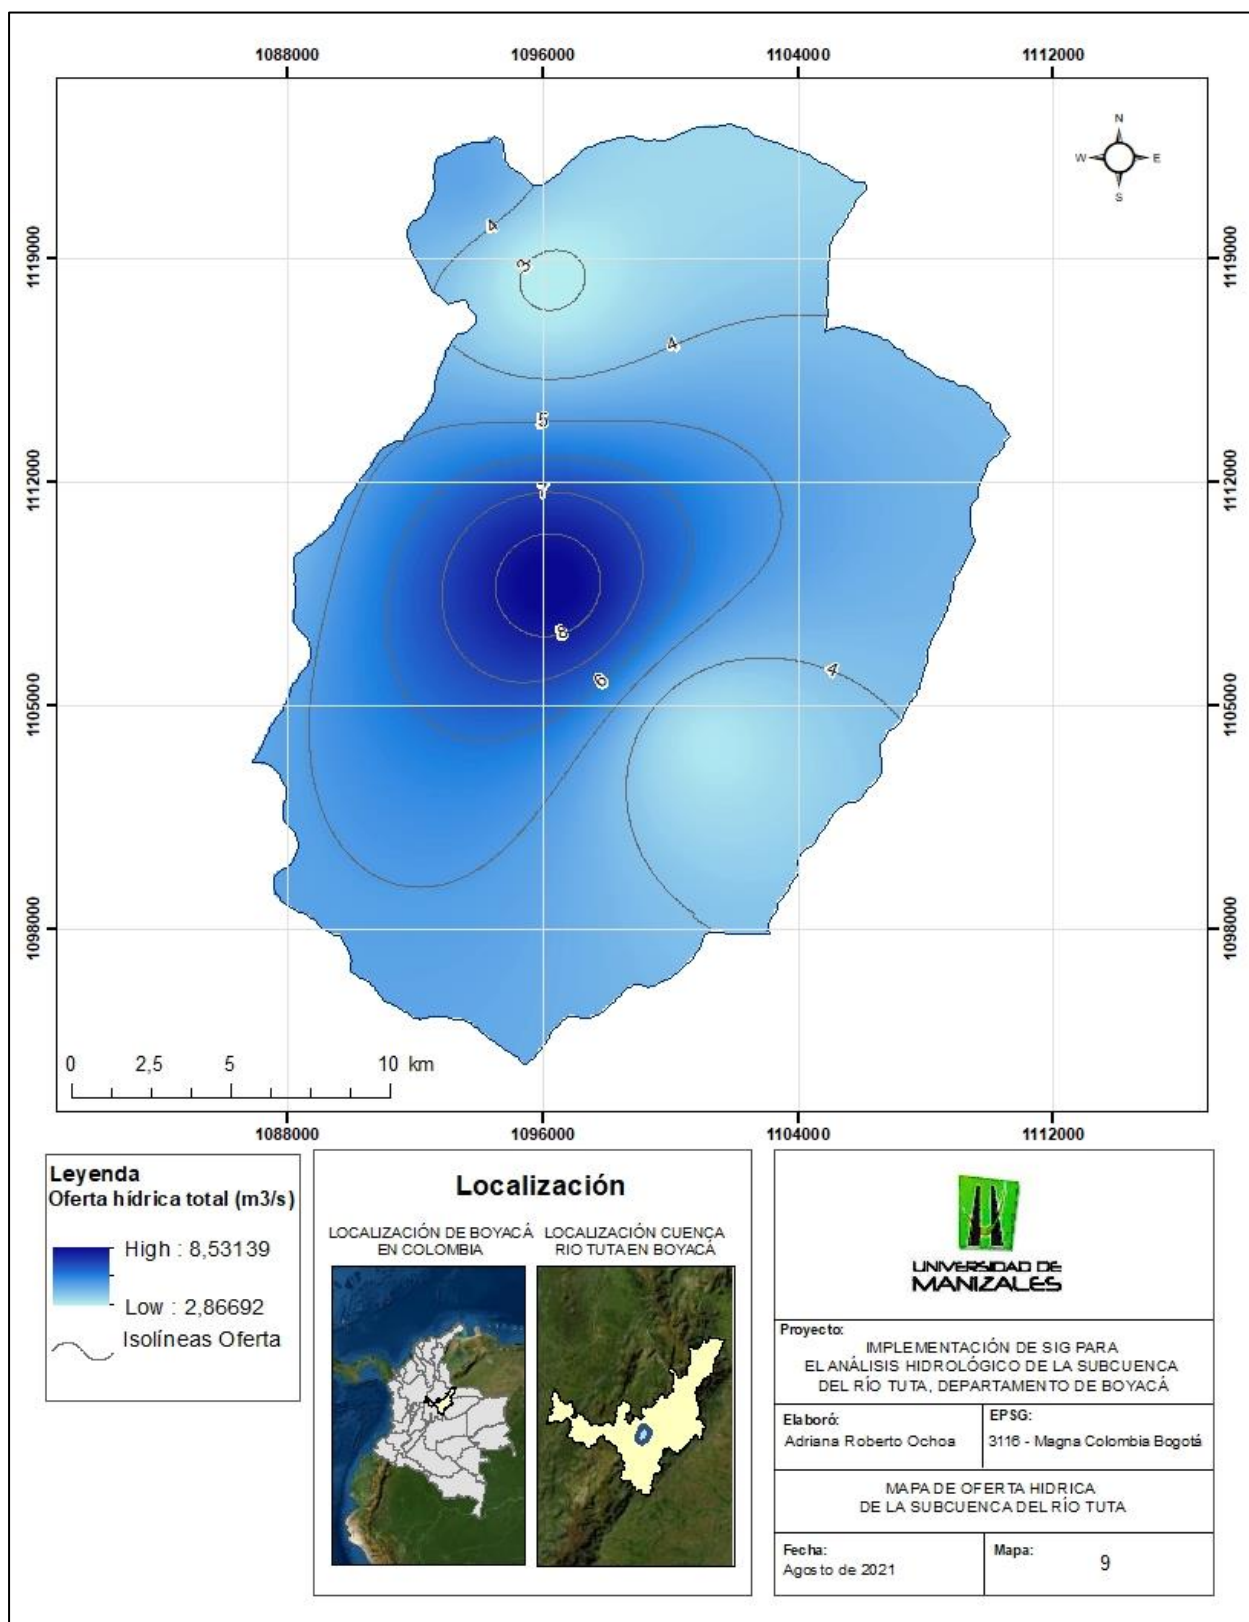 1088000 1096000 1104000 1112000
N
W E
S
4
1119000 3 1119000
4
5
1112000 7 1112000
8
6 4
1105000 1105000
1098000 1098000
0 2,5 5 10 km
1088000 1096000 1104000 1112000
Leyenda
Oferta hídrica total (m3/s)
High : 8,53139
Low : 2,86692
Isolíneas Oferta
Localización
LOCALIZACIÓN DE BOYACÁ
EN COLOMBIA
LOCALIZACIÓN CUENCA
RIO TUTA EN BOYACÁ
UNIVERSIDAD DE
MANIZALES
Proyecto:
IMPLEMENTACIÓN DE SIG PARA
EL ANÁLISIS HIDROLÓGICO DE LA SUBCUENCA
DEL RÍO TUTA, DEPARTAMENTO DE BOYACÁ
Elaboró:
Adriana Roberto Ochoa
EPSG:
3116 - Magna Colombia Bogotá
MAPA DE OFERTA HIDRICA
DE LA SUBCUENCA DEL RÍO TUTA
Fecha:
Agosto de 2021
Mapa:
9